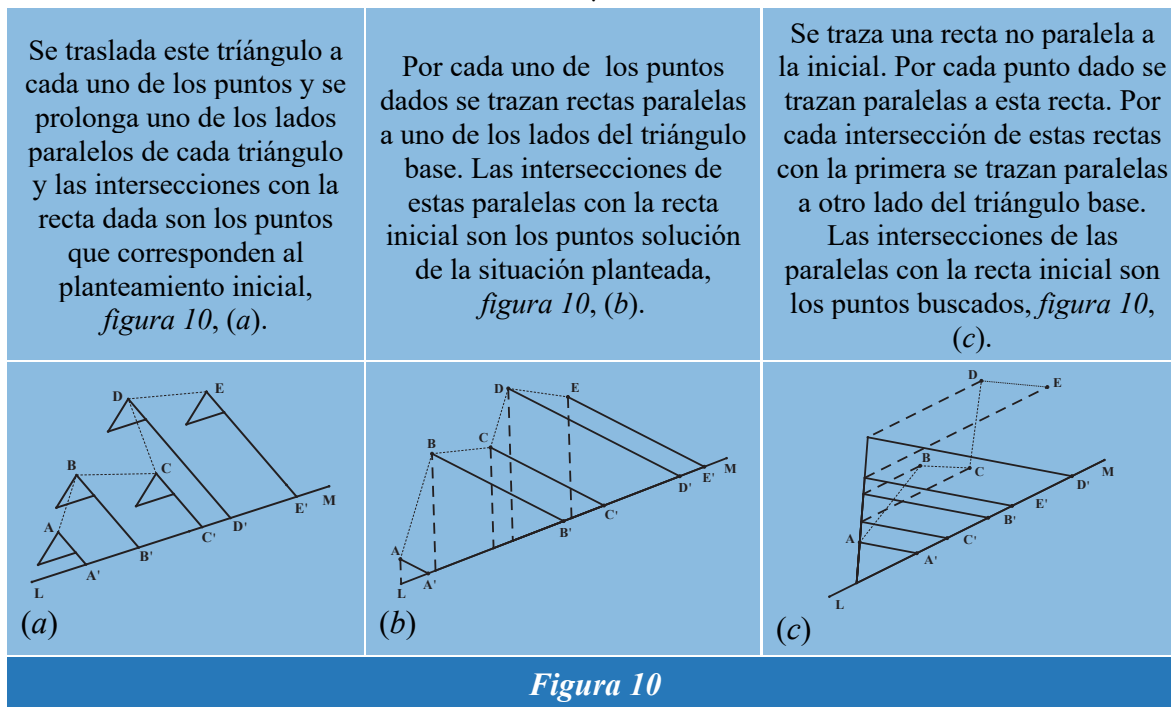 Se traslada este tríángulo a
cada uno de los puntos y se
prolonga uno de los lados
paralelos de cada triángulo
y las intersecciones con la
recta dada son los puntos
que corresponden al
planteamiento inicial,
figura 10, (a).
Por cada uno de los puntos
dados se trazan rectas paralelas
a uno de los lados del triángulo
base. Las intersecciones de
estas paralelas con la recta
inicial son los puntos solución
de la situación planteada,
figura 10, (b).
Se traza una recta no paralela a
la inicial. Por cada punto dado se
trazan paralelas a esta recta. Por
cada intersección de estas rectas
con la primera se trazan paralelas
a otro lado del triángulo base.
Las intersecciones de las
paralelas con la recta inicial son
los puntos buscados, figura 10,
(c).
D
E
B
C
A
M
E'
D'
C'
B'
A'
L
(a)
D
E
B
C
A
M
E'
D'
C'
B'
A'
L
(b)
D
E
B
C
A
M
D'
E'
B'
C'
A'
L
(c)
Figura 10